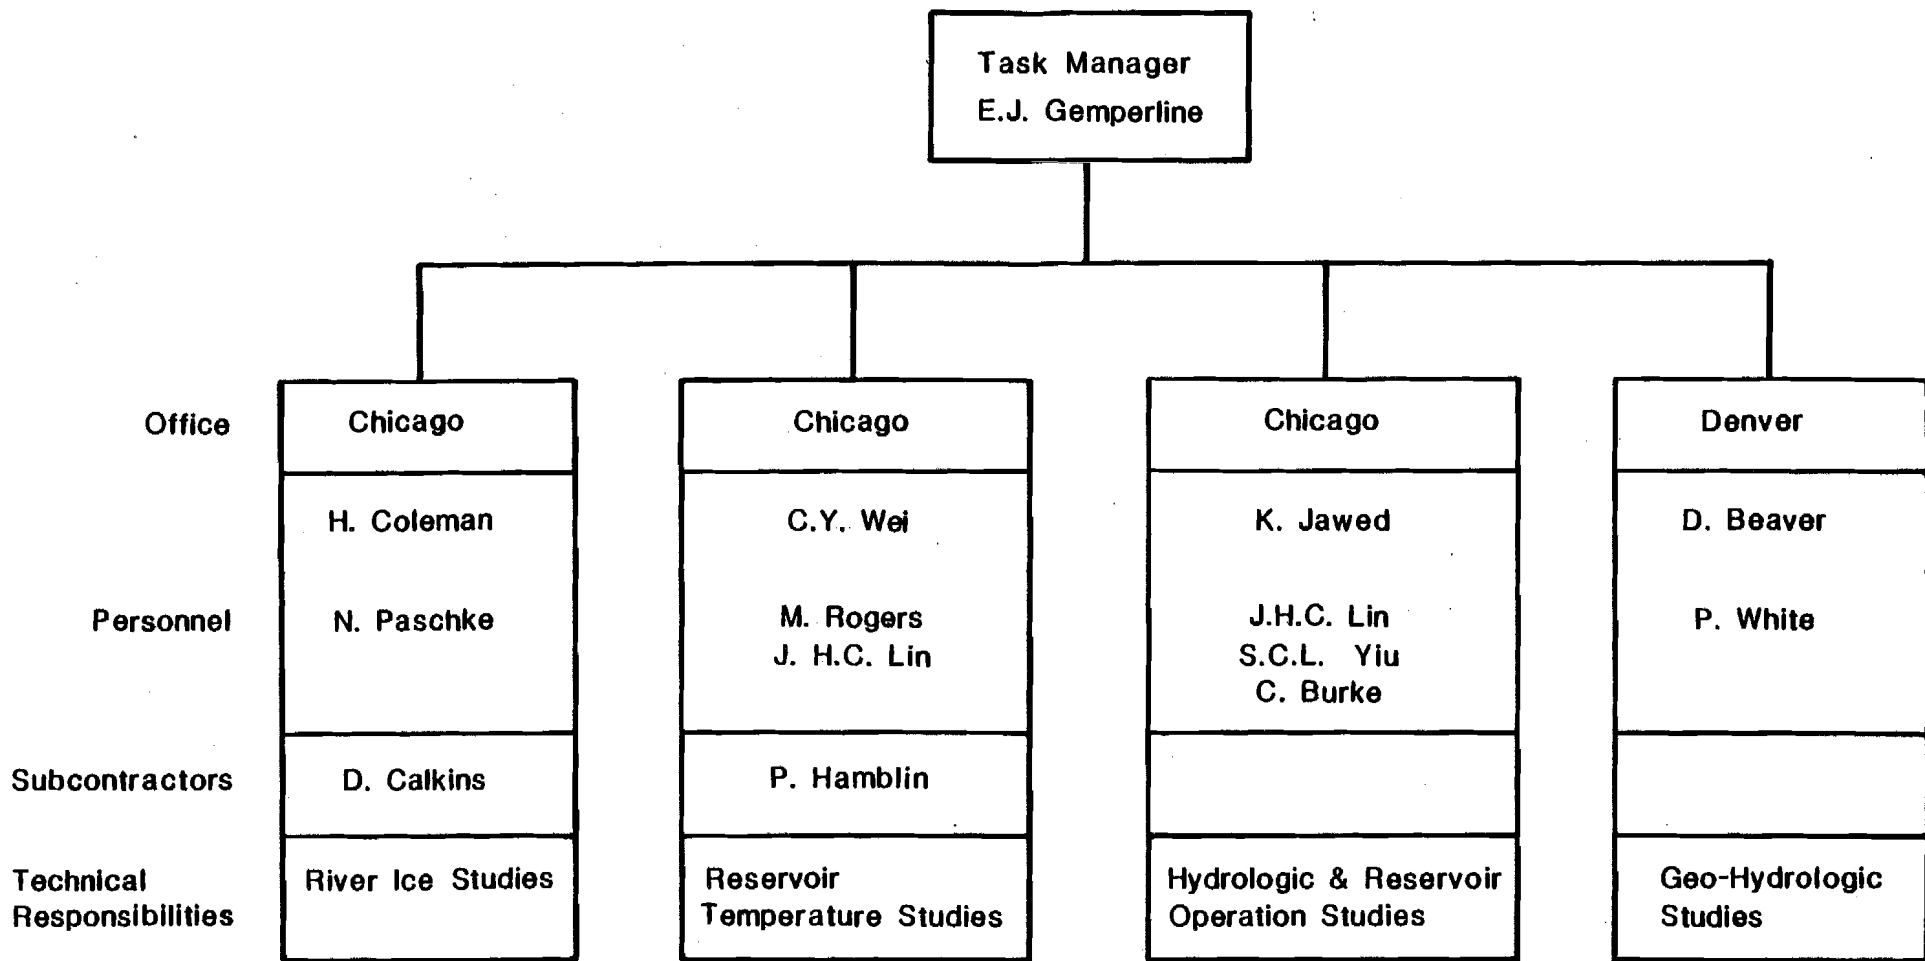 Task Manager
E.J. Gemperline
Office
Chicago
Chicago
Chicago
Denver
Personnel
H. Coleman
N. Paschke
C.Y. Wei
M. Rogers
J. H.C. Lin
K. Jawed
J.H.C. Lin
S.C.L. Yiu
C. Burke
D. Beaver
P. White
Subcontractors
D. Calkins
P. Hamblin
Technical
Responsibilities
River Ice Studies
Reservoir
Temperature Studies
Hydrologic & Reservoir
Operation Studies
Geo-Hydrologic
Studies